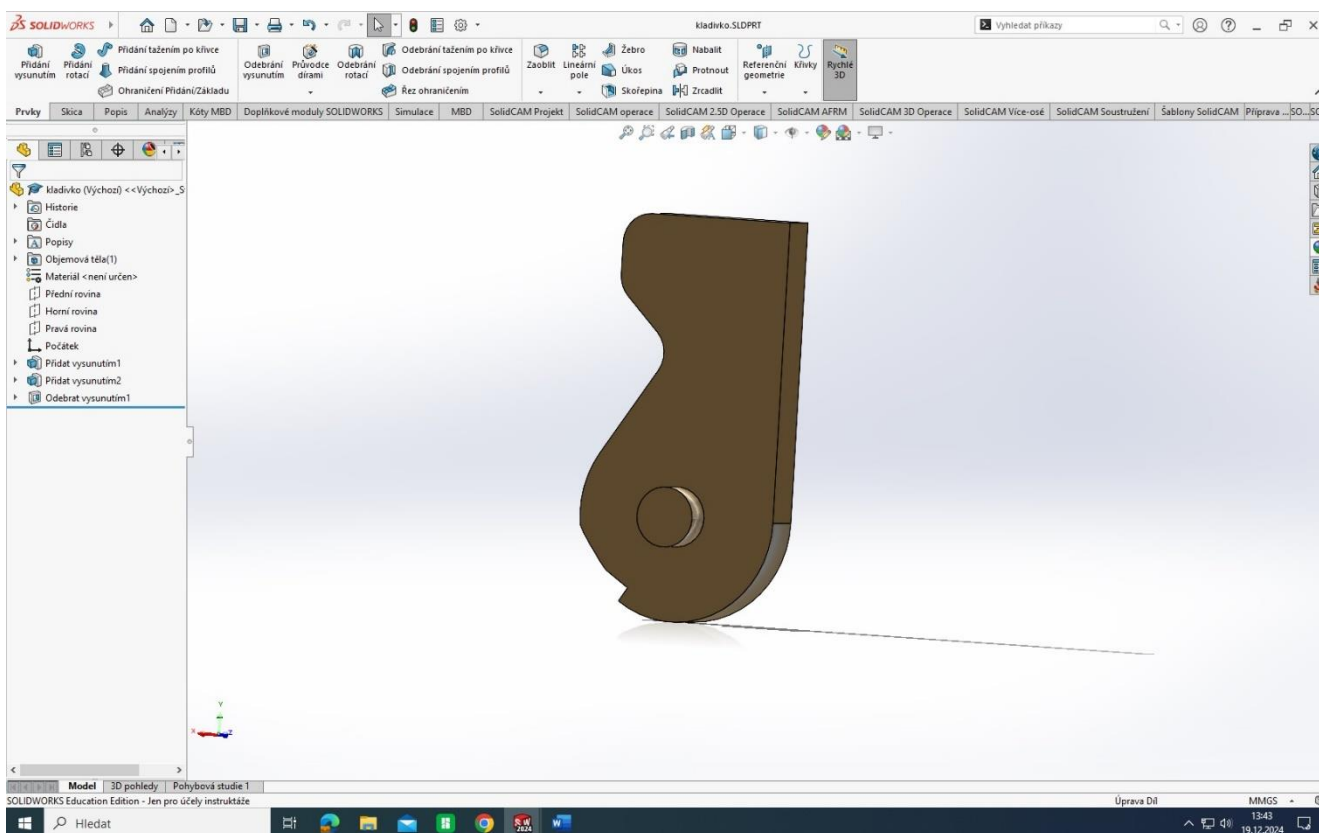 SOLIDWORKS
kladivko.SLDPRT
Vyhledat příkazy
Přidání vysunutím
Přidání rotací
Přidání tažením po křivce
Přidání spojením profilů
Ohraničení Přidání/Základu
Odebrání vysunutím
Průvodce dírami
Odebrání rotací
Odebrání tažením po křivce
Odebrání spojením profilů
Řez ohraničením
Zaoblit
Lineární pole
Žebro
Úkos
Skořepina
Nabalit
Protnout
Zrcadlit
Referenční geometrie
Křivky
Rychlé 3D
Prvky Skica Popis Analýzy Kóty MBD Doplňkové moduly SOLIDWORKS Simulace MBD SolidCAM Projekt SolidCAM operace SolidCAM 2.5D Operace SolidCAM AFRM SolidCAM 3D Operace SolidCAM Více-osé SolidCAM Soustružení Šablony SolidCAM Příprava ... SO...
kladivko (Výchozí) <<Výchozí>_S
Historie
Čidla
Popisy
Objemová těla(1)
Materiál <není určen>
Přední rovina
Horní rovina
Pravá rovina
Počátek
Přidat vysunutím1
Přidat vysunutím2
Odebrat vysunutím1
Y
X Z
Model 3D pohledy Pohybová studie 1
SOLIDWORKS Education Edition - Jen pro účely instruktáže
Úprava Díl MMGS
Hledat
13:43
19.12.2024